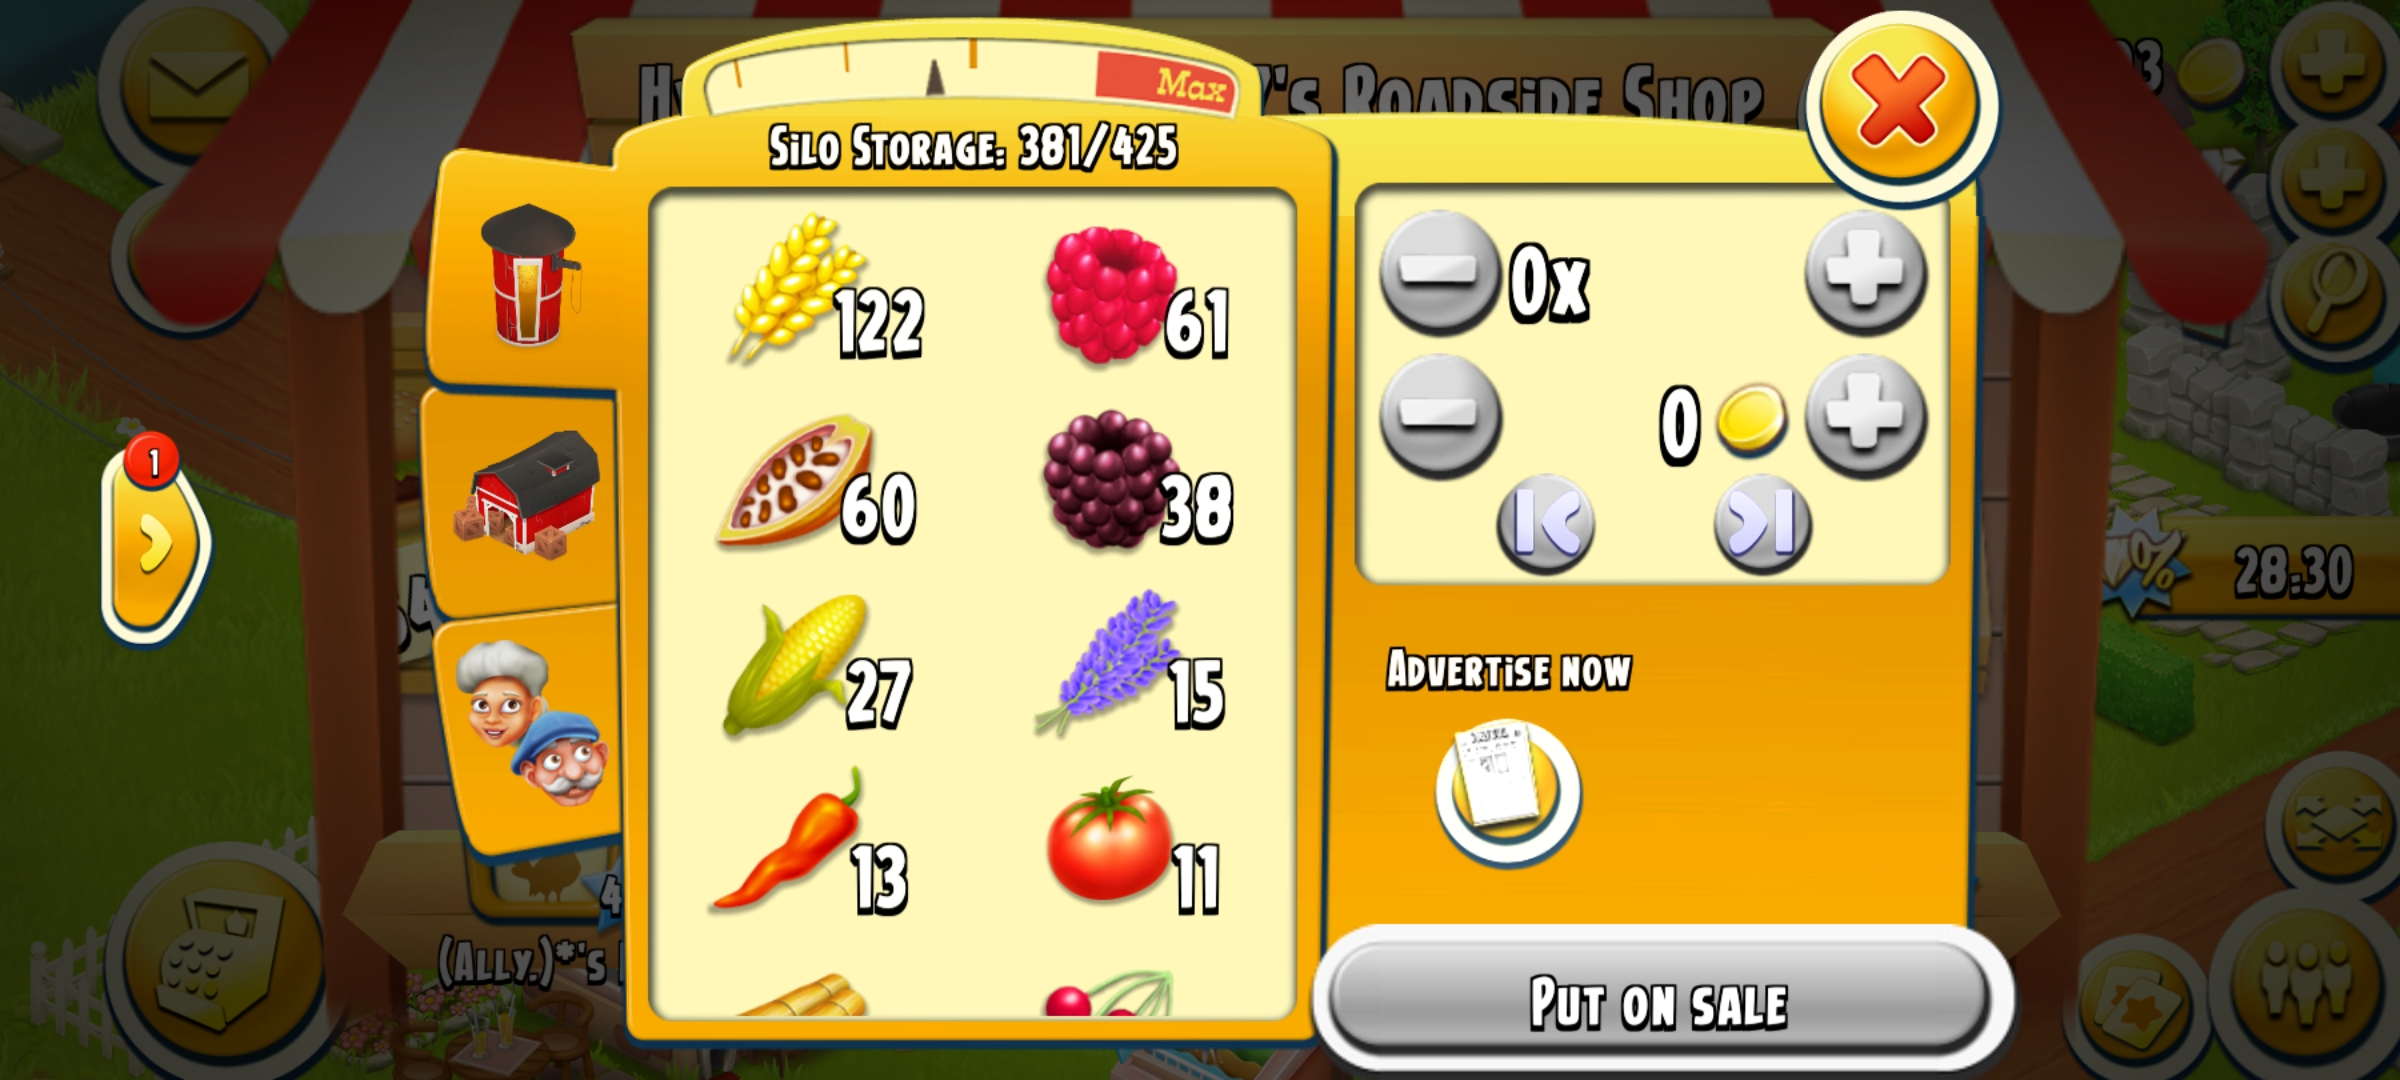 'S ROADSIDE SHOP
Max
SILO STORAGE: 381/425
122
61
60
38
27
15
13
11
0x
0
ADVERTISE NOW
PUT ON SALE
1
28:30
(ALLY.)*'S